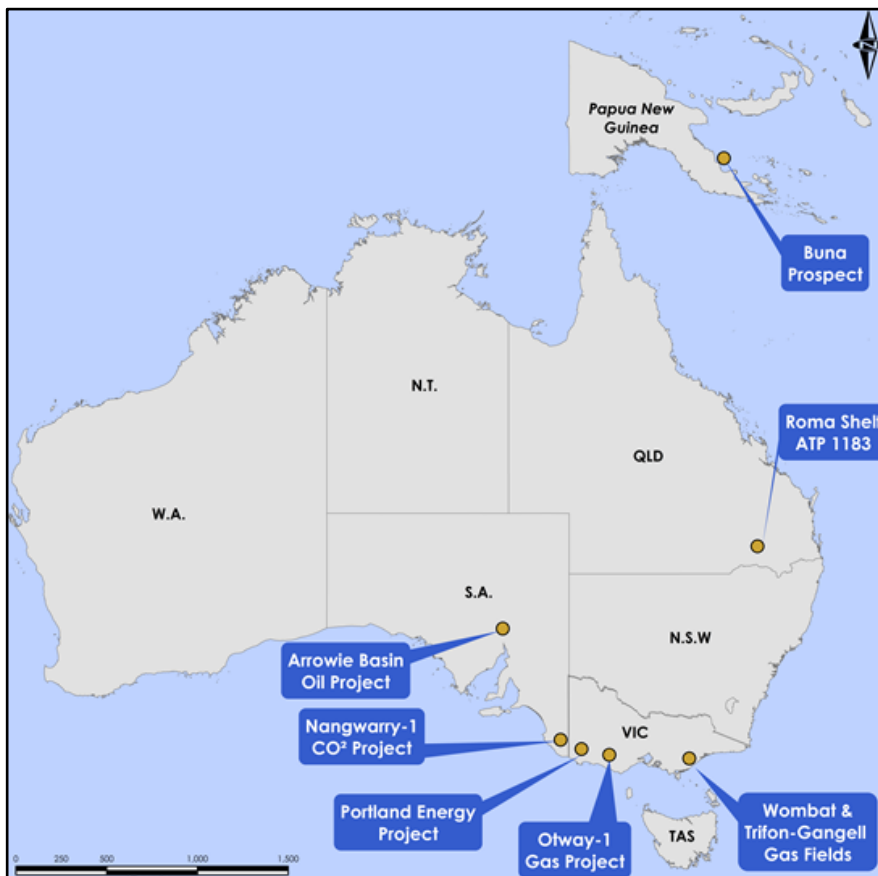 Papua New
Guinea
Buna
Prospect
N.T.
Roma Shelf
ATP 1183
QLD
W.A.
S.A.
N.S.W
Arrowie Basin
Oil Project
Nangwarry-1
CO² Project
VIC
Portland Energy
Project
Otway-1
Gas Project
Wombat &
Trifon-Gangell
Gas Fields
TAS
0 250 500 1,000 1,500
N